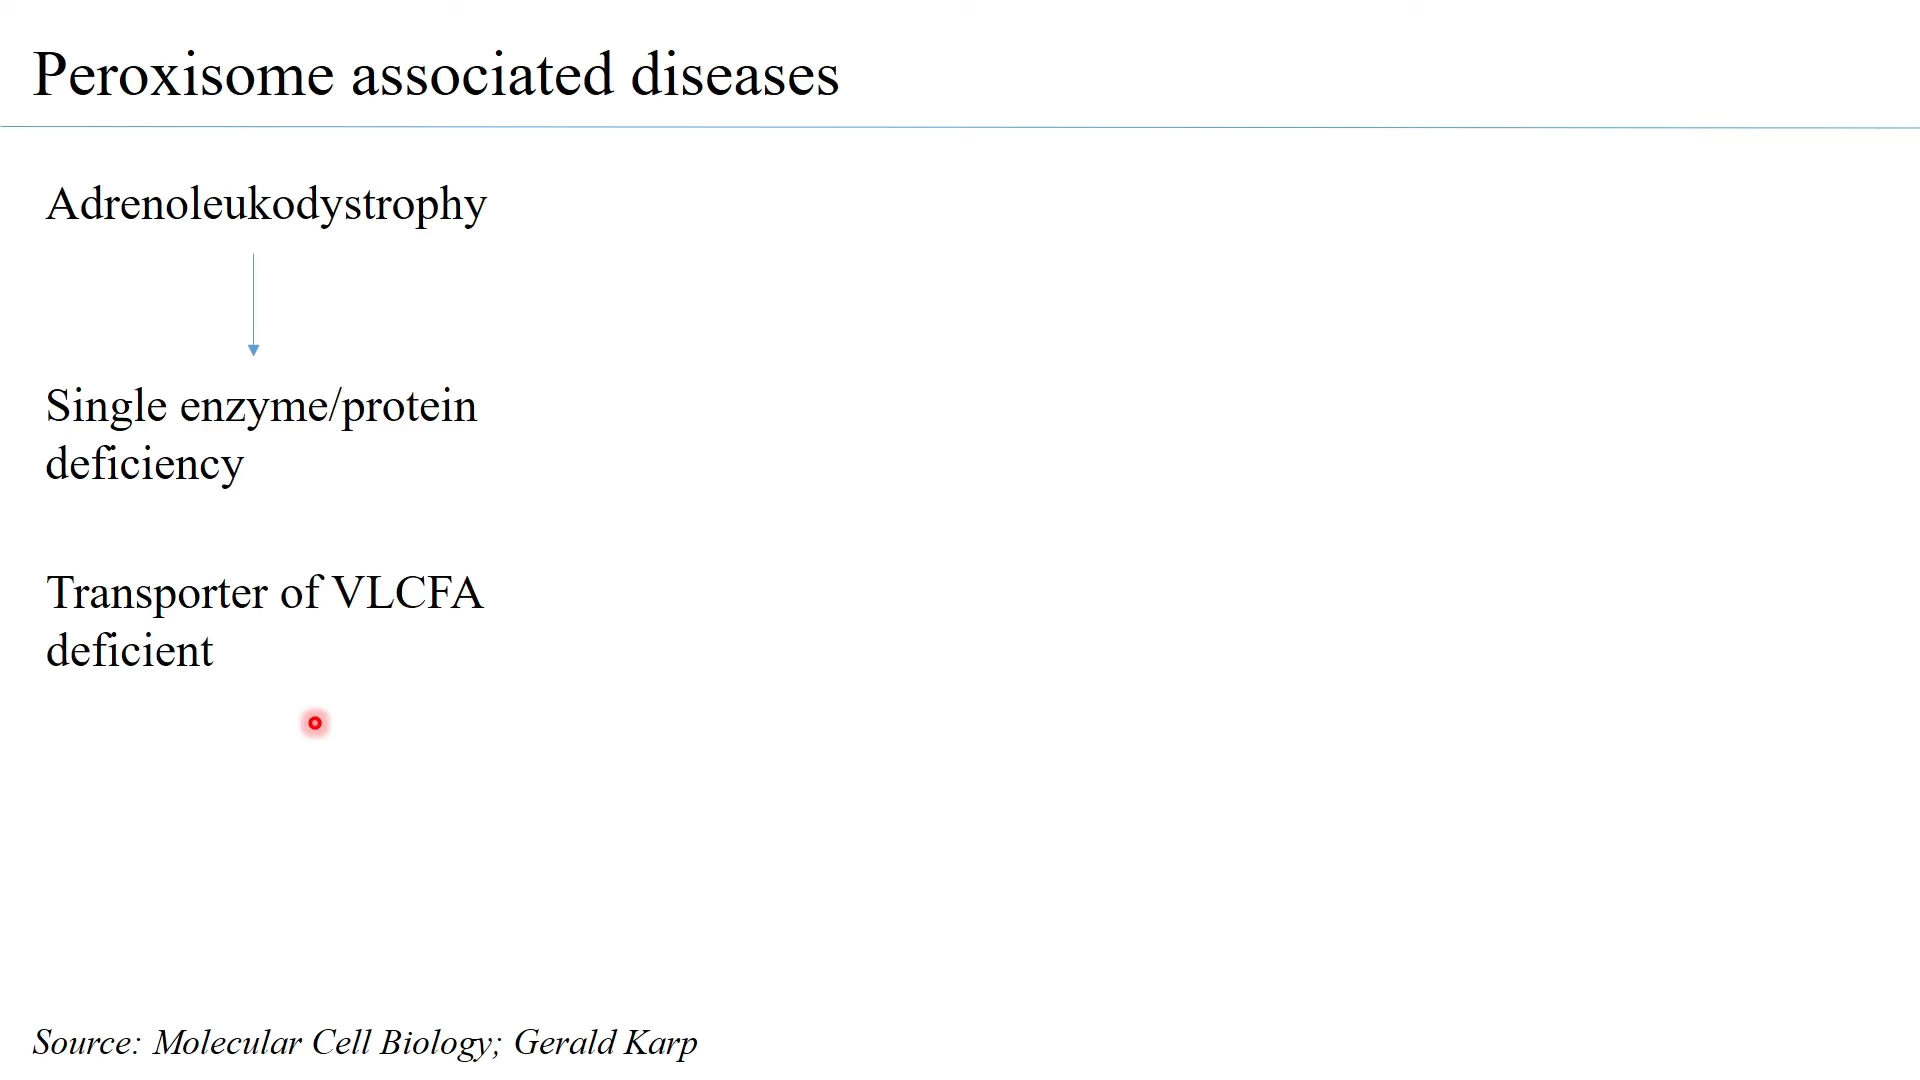 Peroxisome associated diseases
Adrenoleukodystrophy
Single enzyme/protein
deficiency
Transporter of VLCFA
deficient
Source: Molecular Cell Biology; Gerald Karp